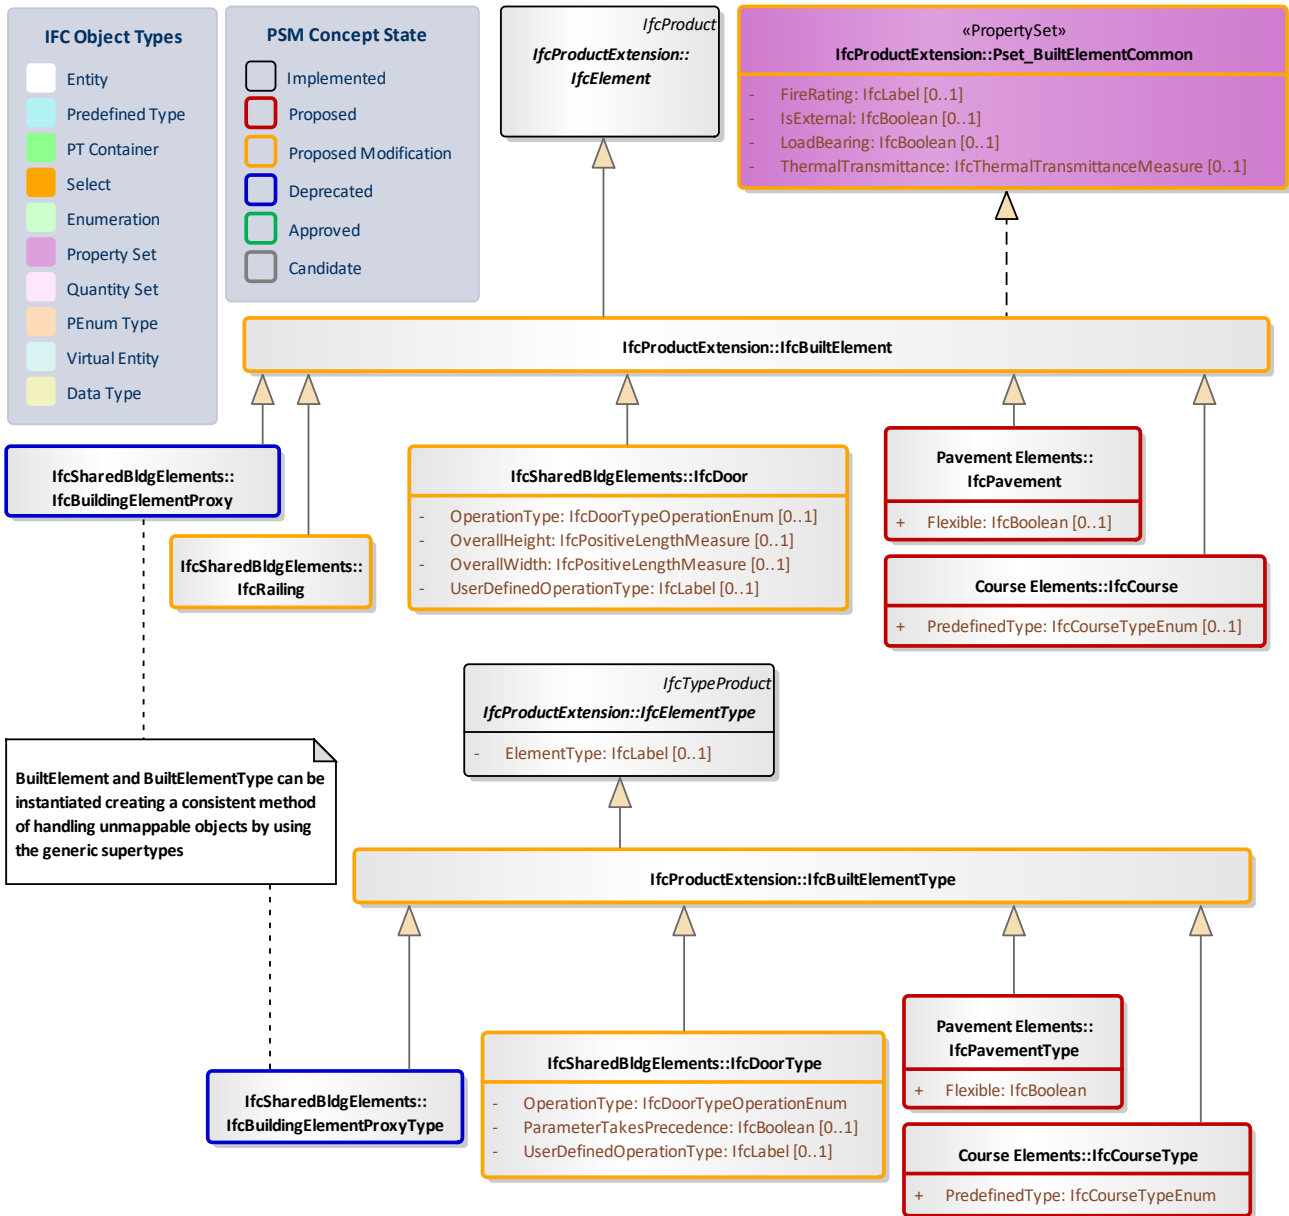 IFC Object Types
Entity
Predefined Type
PT Container
Select
Enumeration
Property Set
Quantity Set
PEnum Type
Virtual Entity
Data Type
PSM Concept State
Implemented
Proposed
Proposed Modification
Deprecated
Approved
Candidate
IfcProduct
IfcProductExtension::
IfcElement
«PropertySet»
IfcProductExtension::Pset_BuiltElementCommon
- FireRating: IfcLabel [0..1]
- IsExternal: IfcBoolean [0..1]
- LoadBearing: IfcBoolean [0..1]
- ThermalTransmittance: IfcThermalTransmittanceMeasure [0..1]
IfcProductExtension::IfcBuiltElement
IfcSharedBldgElements::
IfcBuildingElementProxy
IfcSharedBldgElements::
IfcRailing
IfcSharedBldgElements::IfcDoor
- OperationType: IfcDoorTypeOperationEnum [0..1]
- OverallHeight: IfcPositiveLengthMeasure [0..1]
- OverallWidth: IfcPositiveLengthMeasure [0..1]
- UserDefinedOperationType: IfcLabel [0..1]
Pavement Elements::
IfcPavement
+ Flexible: IfcBoolean [0..1]
Course Elements::IfcCourse
+ PredefinedType: IfcCourseTypeEnum [0..1]
IfcTypeProduct
IfcProductExtension::IfcElementType
- ElementType: IfcLabel [0..1]
BuiltElement and BuiltElementType can be
instantiated creating a consistent method
of handling unmappable objects by using
the generic supertypes
IfcProductExtension::IfcBuiltElementType
IfcSharedBldgElements::
IfcBuildingElementProxyType
IfcSharedBldgElements::IfcDoorType
- OperationType: IfcDoorTypeOperationEnum
- ParameterTakesPrecedence: IfcBoolean [0..1]
- UserDefinedOperationType: IfcLabel [0..1]
Pavement Elements::
IfcPavementType
+ Flexible: IfcBoolean
Course Elements::IfcCourseType
+ PredefinedType: IfcCourseTypeEnum